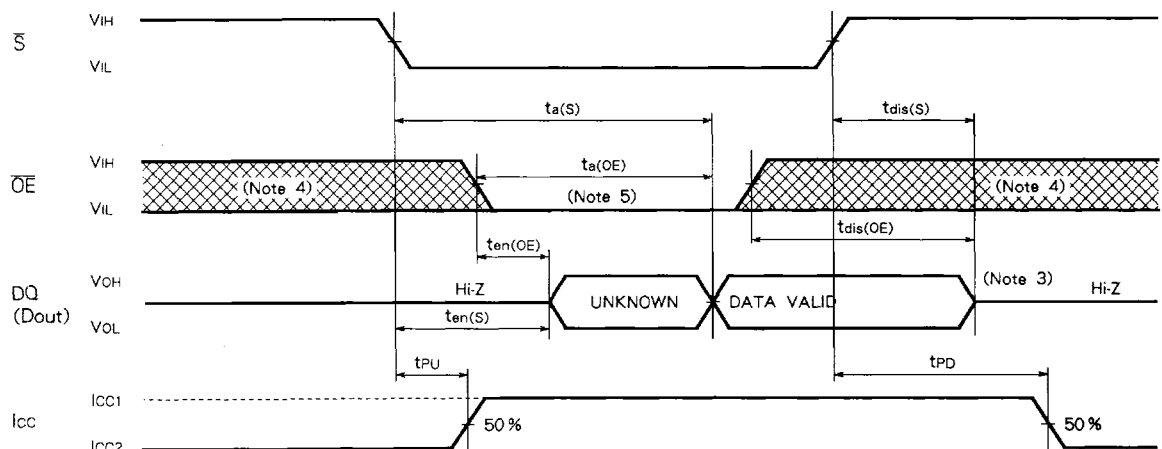 S VIH
VIL
ta(S) tdis(S)
OE VIH
(Note 4) ta(OE) (Note 4)
VIL (Note 5)
ten(OE) tdis(OE)
DQ (Dout) VOH
Hi-Z UNKNOWN DATA VALID (Note 3) Hi-Z
VOL ten(S)
tPU tPD
Icc ICC1
50% 50%
ICC2